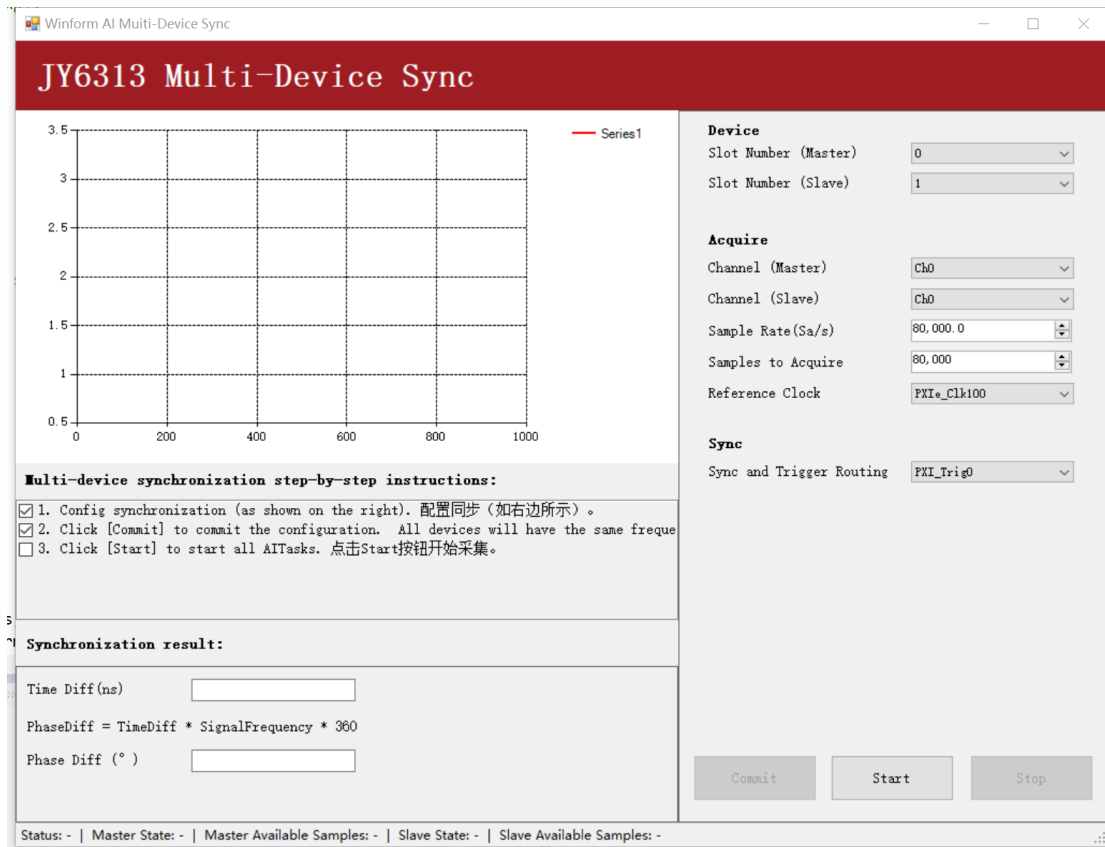 Winform AI Muiti-Device Sync
JY6313 Multi-Device Sync
3.5
3
2.5
2
1.5
1
0.5
0 200 400 600 800 1000
Series1
Multi-device synchronization step-by-step instructions:
1. Config synchronization (as shown on the right). 配置同步（如右边所示）。
2. Click [Commit] to commit the configuration. All devices will have the same freque
3. Click [Start] to start all AITasks. 点击Start按钮开始采集。
Synchronization result:
Time Diff(ns)
PhaseDiff = TimeDiff * SignalFrequency * 360
Phase Diff (°)
Device
Slot Number (Master) 0
Slot Number (Slave) 1
Acquire
Channel (Master) Ch0
Channel (Slave) Ch0
Sample Rate(Sa/s) 80,000.0
Samples to Acquire 80,000
Reference Clock PXIe_Clk100
Sync
Sync and Trigger Routing PXI_Trig0
Commit Start Stop
Status: - | Master State: - | Master Available Samples: - | Slave State: - | Slave Available Samples: -